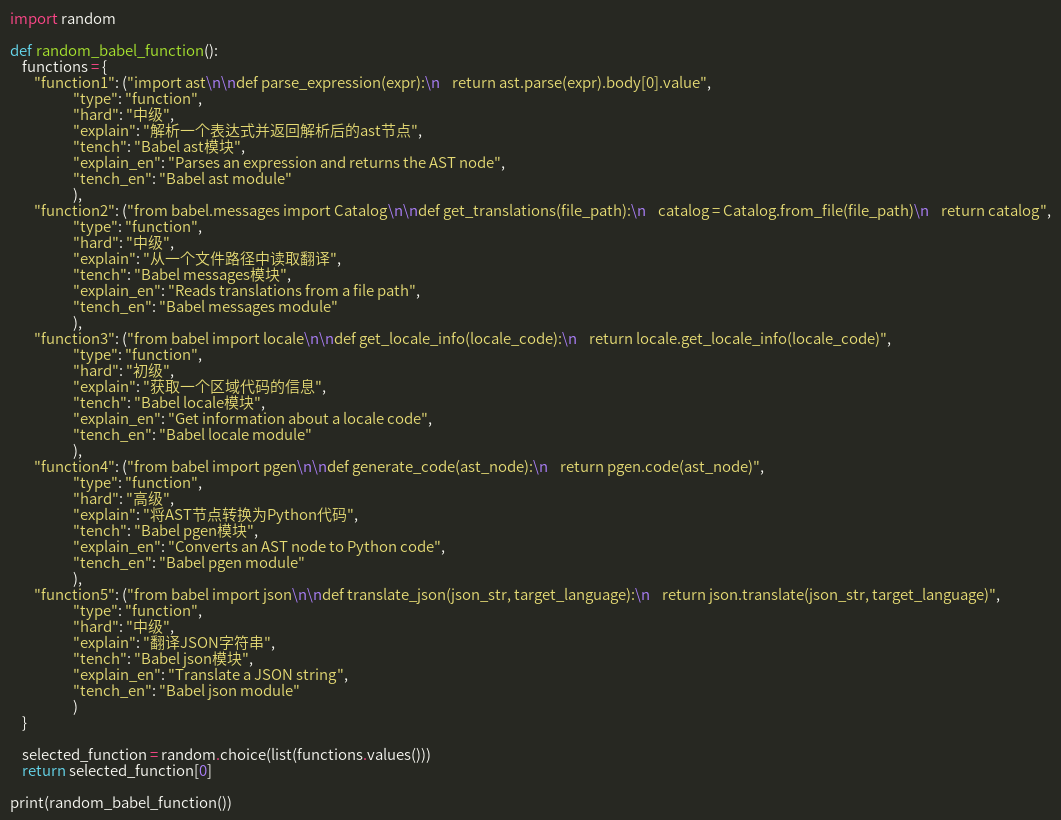 import random

def random_babel_function():
    functions = {
        "function1": ("import ast\n\ndef parse_expression(expr):\n    return ast.parse(expr).body[0].value",
                      "type": "function",
                      "hard": "中级",
                      "explain": "解析一个表达式并返回解析后的ast节点",
                      "tench": "Babel ast模块",
                      "explain_en": "Parses an expression and returns the AST node",
                      "tench_en": "Babel ast module"
                      ),
        "function2": ("from babel.messages import Catalog\n\ndef get_translations(file_path):\n    catalog = Catalog.from_file(file_path)\n    return catalog",
                      "type": "function",
                      "hard": "中级",
                      "explain": "从一个文件路径中读取翻译",
                      "tench": "Babel messages模块",
                      "explain_en": "Reads translations from a file path",
                      "tench_en": "Babel messages module"
                      ),
        "function3": ("from babel import locale\n\ndef get_locale_info(locale_code):\n    return locale.get_locale_info(locale_code)",
                      "type": "function",
                      "hard": "初级",
                      "explain": "获取一个区域代码的信息",
                      "tench": "Babel locale模块",
                      "explain_en": "Get information about a locale code",
                      "tench_en": "Babel locale module"
                      ),
        "function4": ("from babel import pgen\n\ndef generate_code(ast_node):\n    return pgen.code(ast_node)",
                      "type": "function",
                      "hard": "高级",
                      "explain": "将AST节点转换为Python代码",
                      "tench": "Babel pgen模块",
                      "explain_en": "Converts an AST node to Python code",
                      "tench_en": "Babel pgen module"
                      ),
        "function5": ("from babel import json\n\ndef translate_json(json_str, target_language):\n    return json.translate(json_str, target_language)",
                      "type": "function",
                      "hard": "中级",
                      "explain": "翻译JSON字符串",
                      "tench": "Babel json模块",
                      "explain_en": "Translate a JSON string",
                      "tench_en": "Babel json module"
                      )
    }

    selected_function = random.choice(list(functions.values()))
    return selected_function[0]

print(random_babel_function())